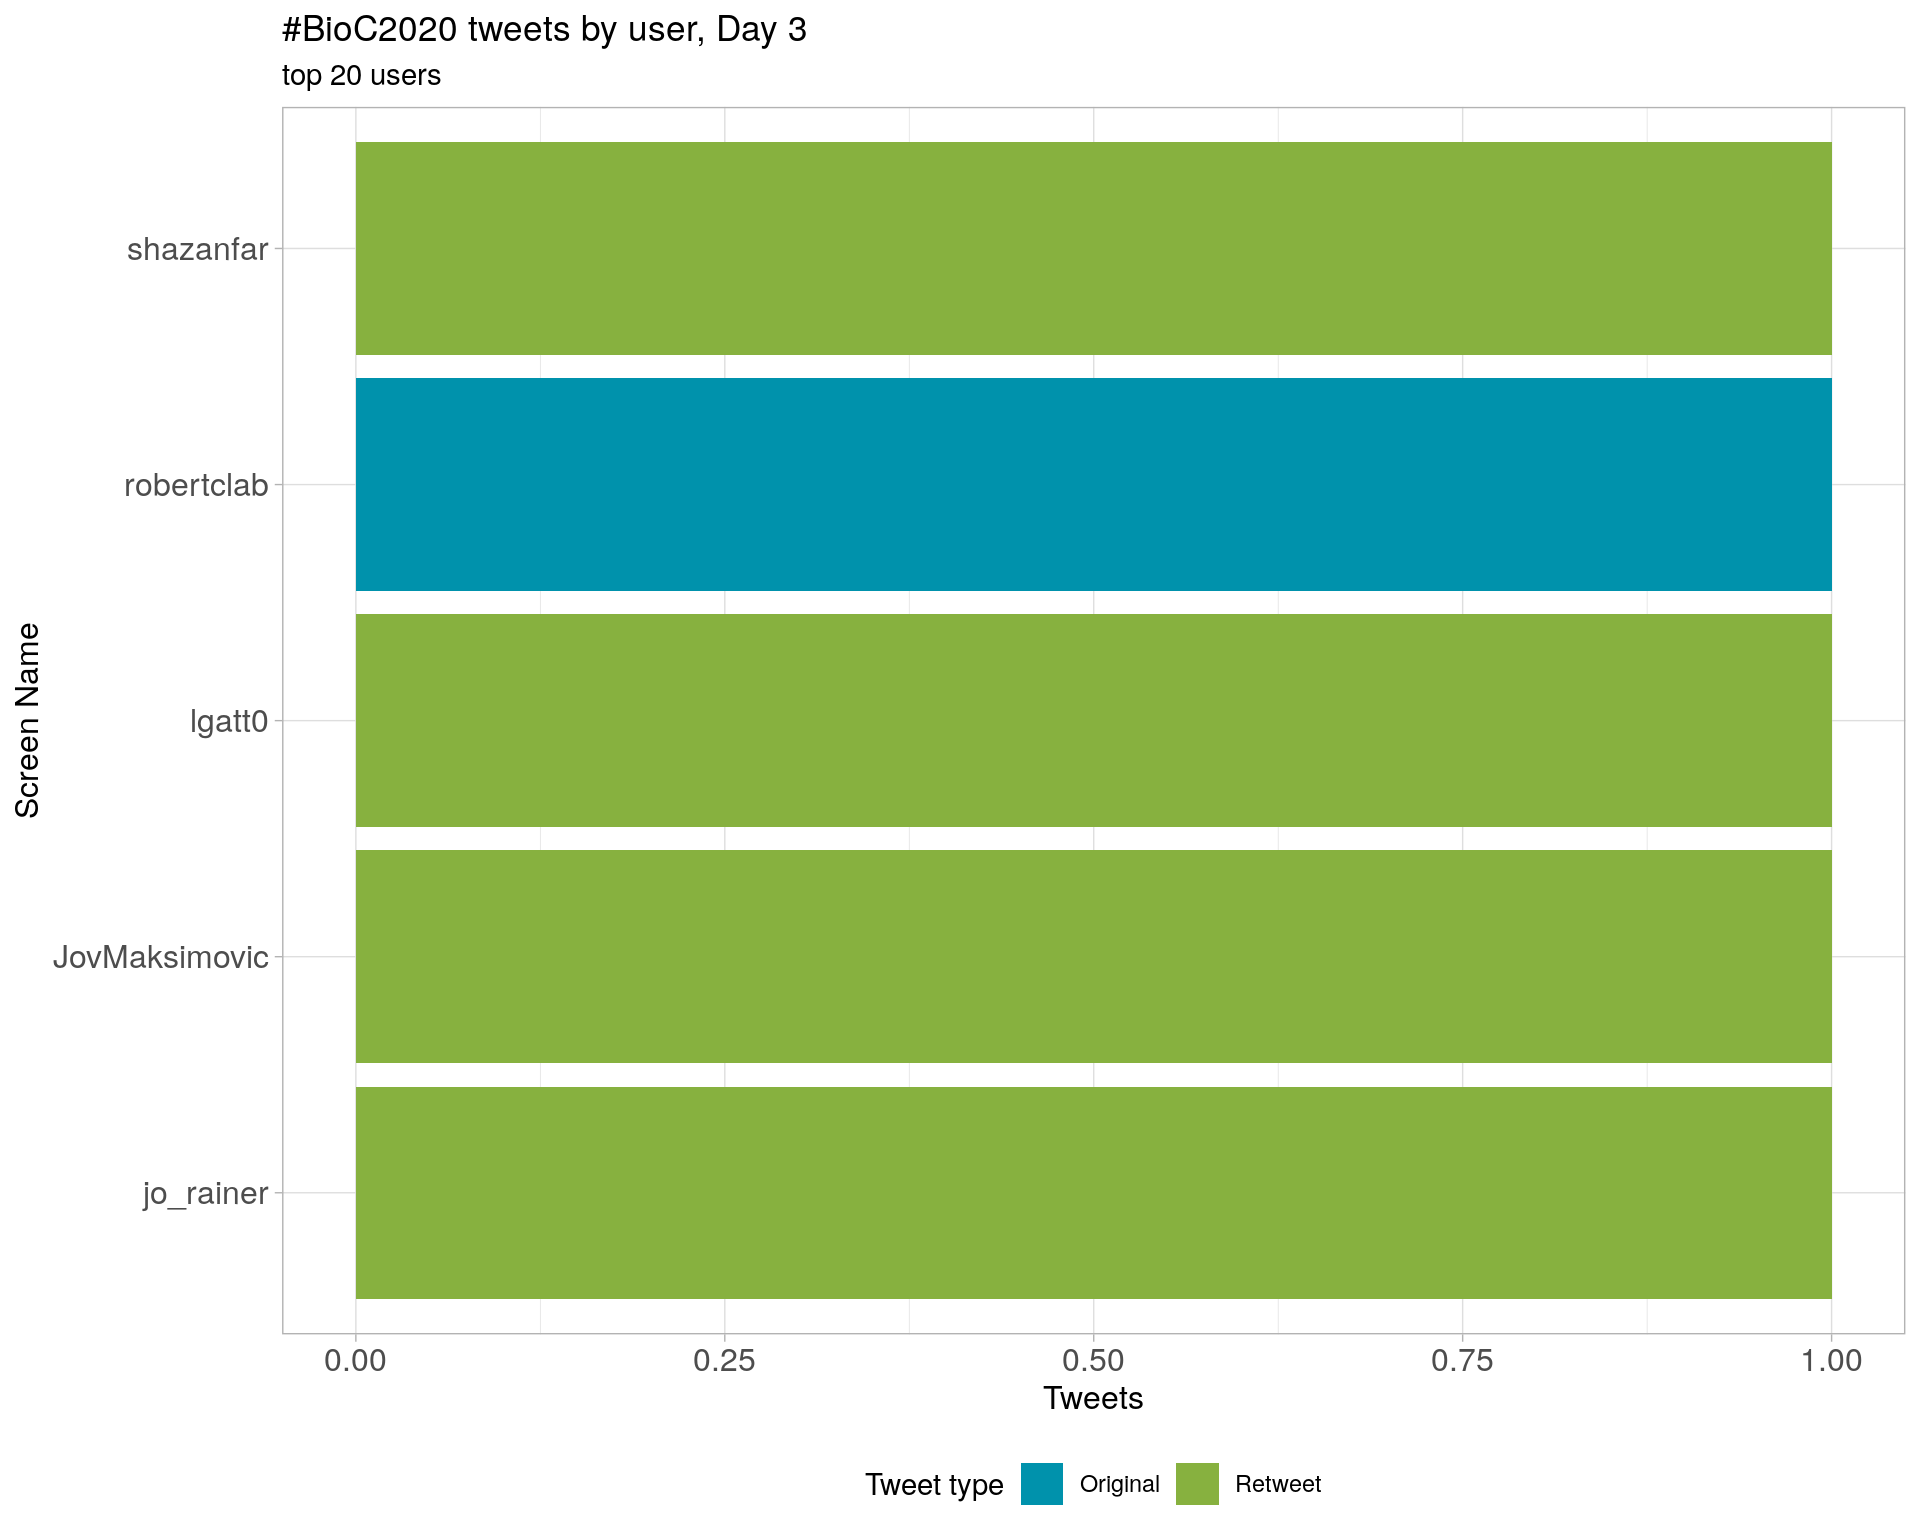 #BioC2020 tweets by user, Day 3
top 20 users
Screen Name
shazanfar
robertclab
lgatt0
JovMaksimovic
jo_rainer
0.00 0.25 0.50 0.75 1.00
Tweets
Tweet type Original Retweet